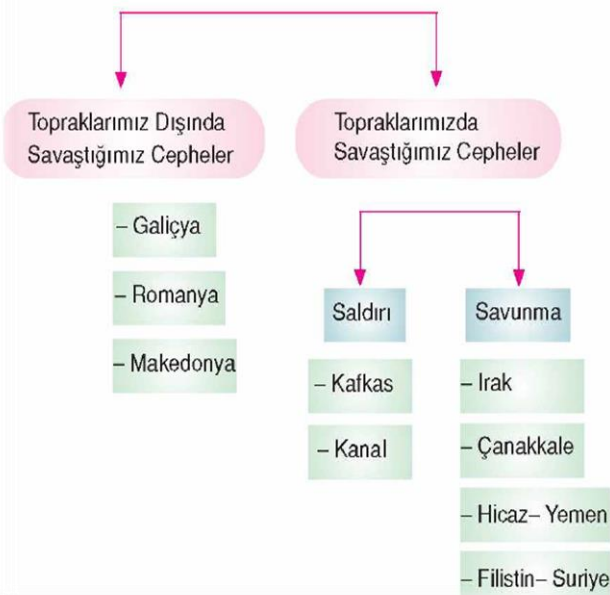 Topraklarımız Dışında
Savaştığımız Cepheler
– Galiçya
– Romanya
– Makedonya
Topraklarımızda
Savaştığımız Cepheler
Saldırı
– Kafkas
– Kanal
Savunma
– Irak
– Çanakkale
– Hicaz– Yemen
– Filistin– Suriye